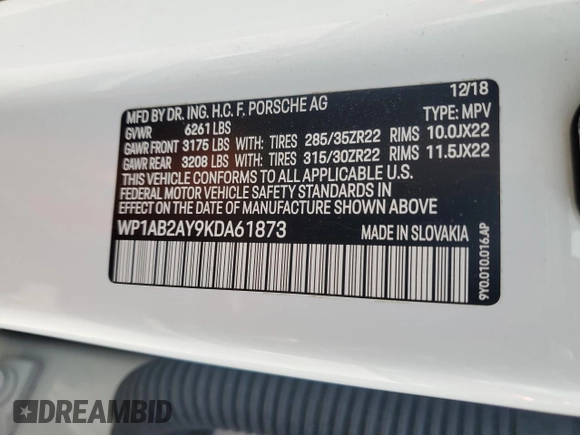 12/18
MFD BY DR. ING. H.C. F. PORSCHE AG
GVWR 6261 LBS TYPE: MPV
GAWR FRONT 3175 LBS WITH: TIRES 285/35ZR22 RIMS 10.0JX22
GAWR REAR 3208 LBS WITH: TIRES 315/30ZR22 RIMS 11.5JX22
THIS VEHICLE CONFORMS TO ALL APPLICABLE U.S.
FEDERAL MOTOR VEHICLE SAFETY STANDARDS IN
EFFECT ON THE DATE OF MANUFACTURE SHOWN ABOVE
WP1AB2AY9KDA61873 MADE IN SLOVAKIA
9Y0.010.016.AP
DREAMBID